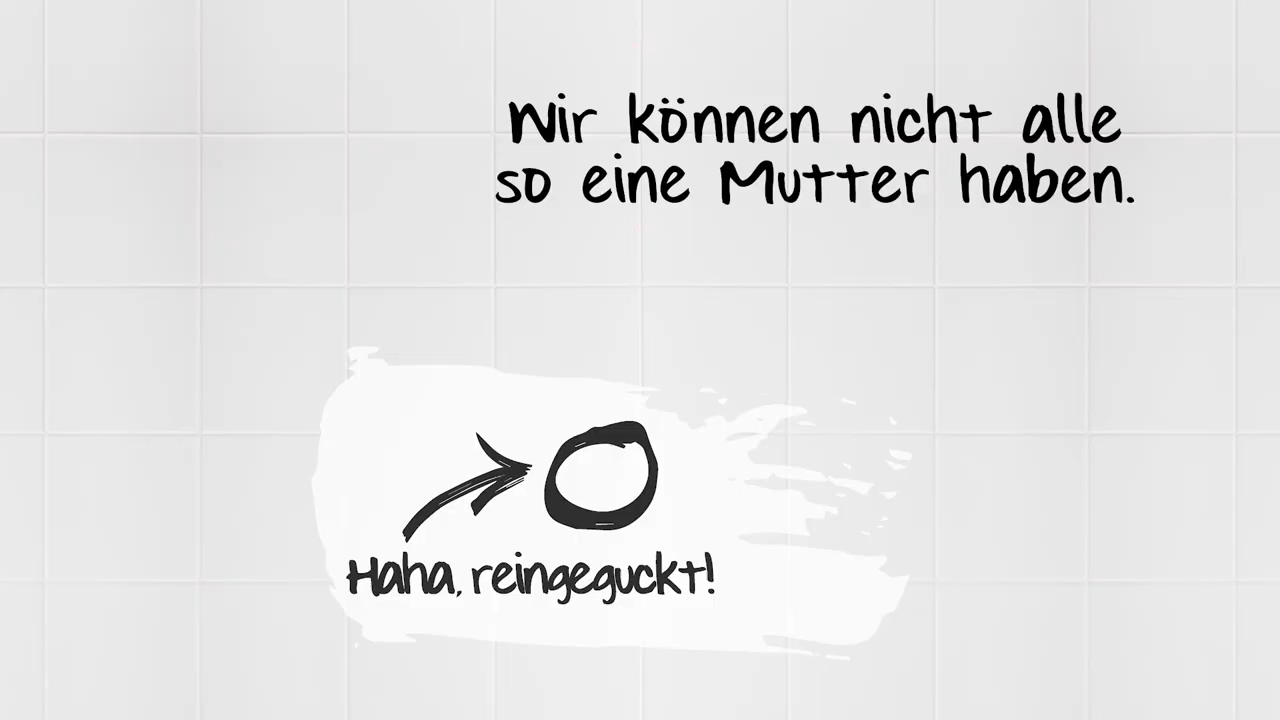 Wir können nicht alle
so eine Mutter haben.
Haha, reingeguckt!